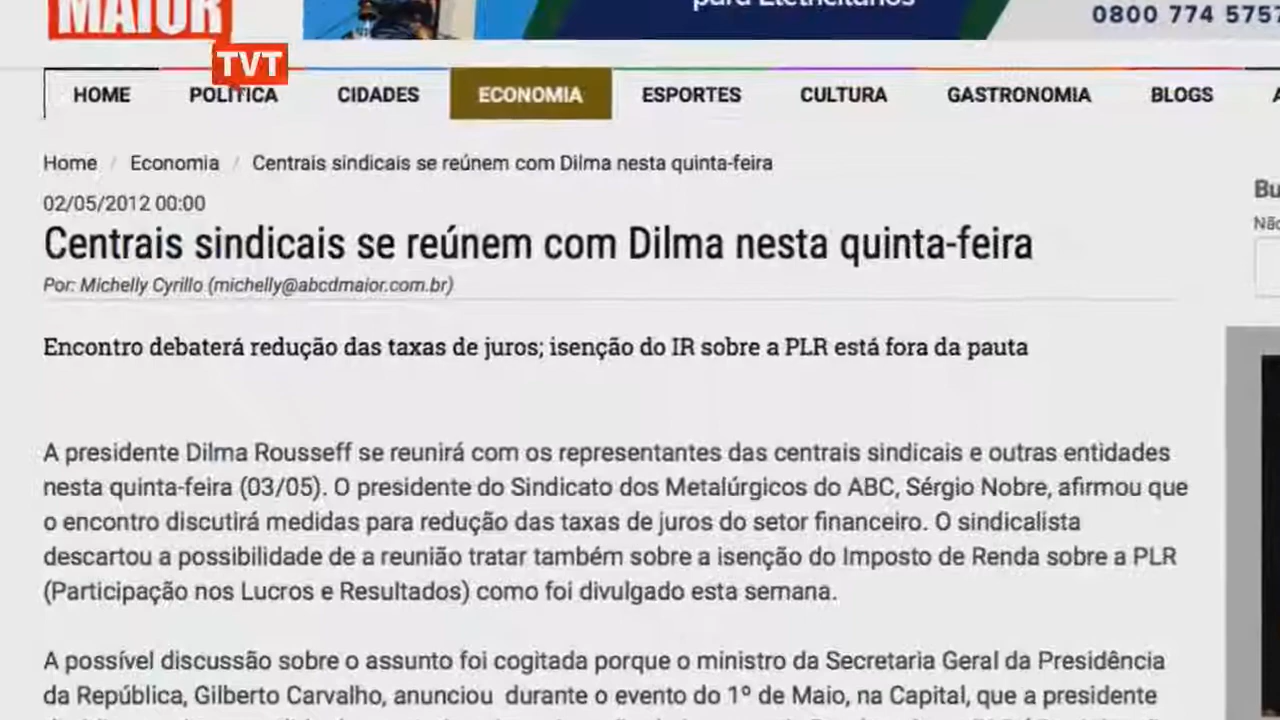 MAIOR
para Eletricitários
0800 774 5757
TVT
HOME POLÍTICA CIDADES ECONOMIA ESPORTES CULTURA GASTRONOMIA BLOGS
Home / Economia / Centrais sindicais se reúnem com Dilma nesta quinta-feira
02/05/2012 00:00
Centrais sindicais se reúnem com Dilma nesta quinta-feira
Por: Michelly Cyrillo (michelly@abcdmaior.com.br)
Encontro debaterá redução das taxas de juros; isenção do IR sobre a PLR está fora da pauta
A presidente Dilma Rousseff se reunirá com os representantes das centrais sindicais e outras entidades
nesta quinta-feira (03/05). O presidente do Sindicato dos Metalúrgicos do ABC, Sérgio Nobre, afirmou que
o encontro discutirá medidas para redução das taxas de juros do setor financeiro. O sindicalista
descartou a possibilidade de a reunião tratar também sobre a isenção do Imposto de Renda sobre a PLR
(Participação nos Lucros e Resultados) como foi divulgado esta semana.
A possível discussão sobre o assunto foi cogitada porque o ministro da Secretaria Geral da Presidência
da República, Gilberto Carvalho, anunciou durante o evento do 1º de Maio, na Capital, que a presidente